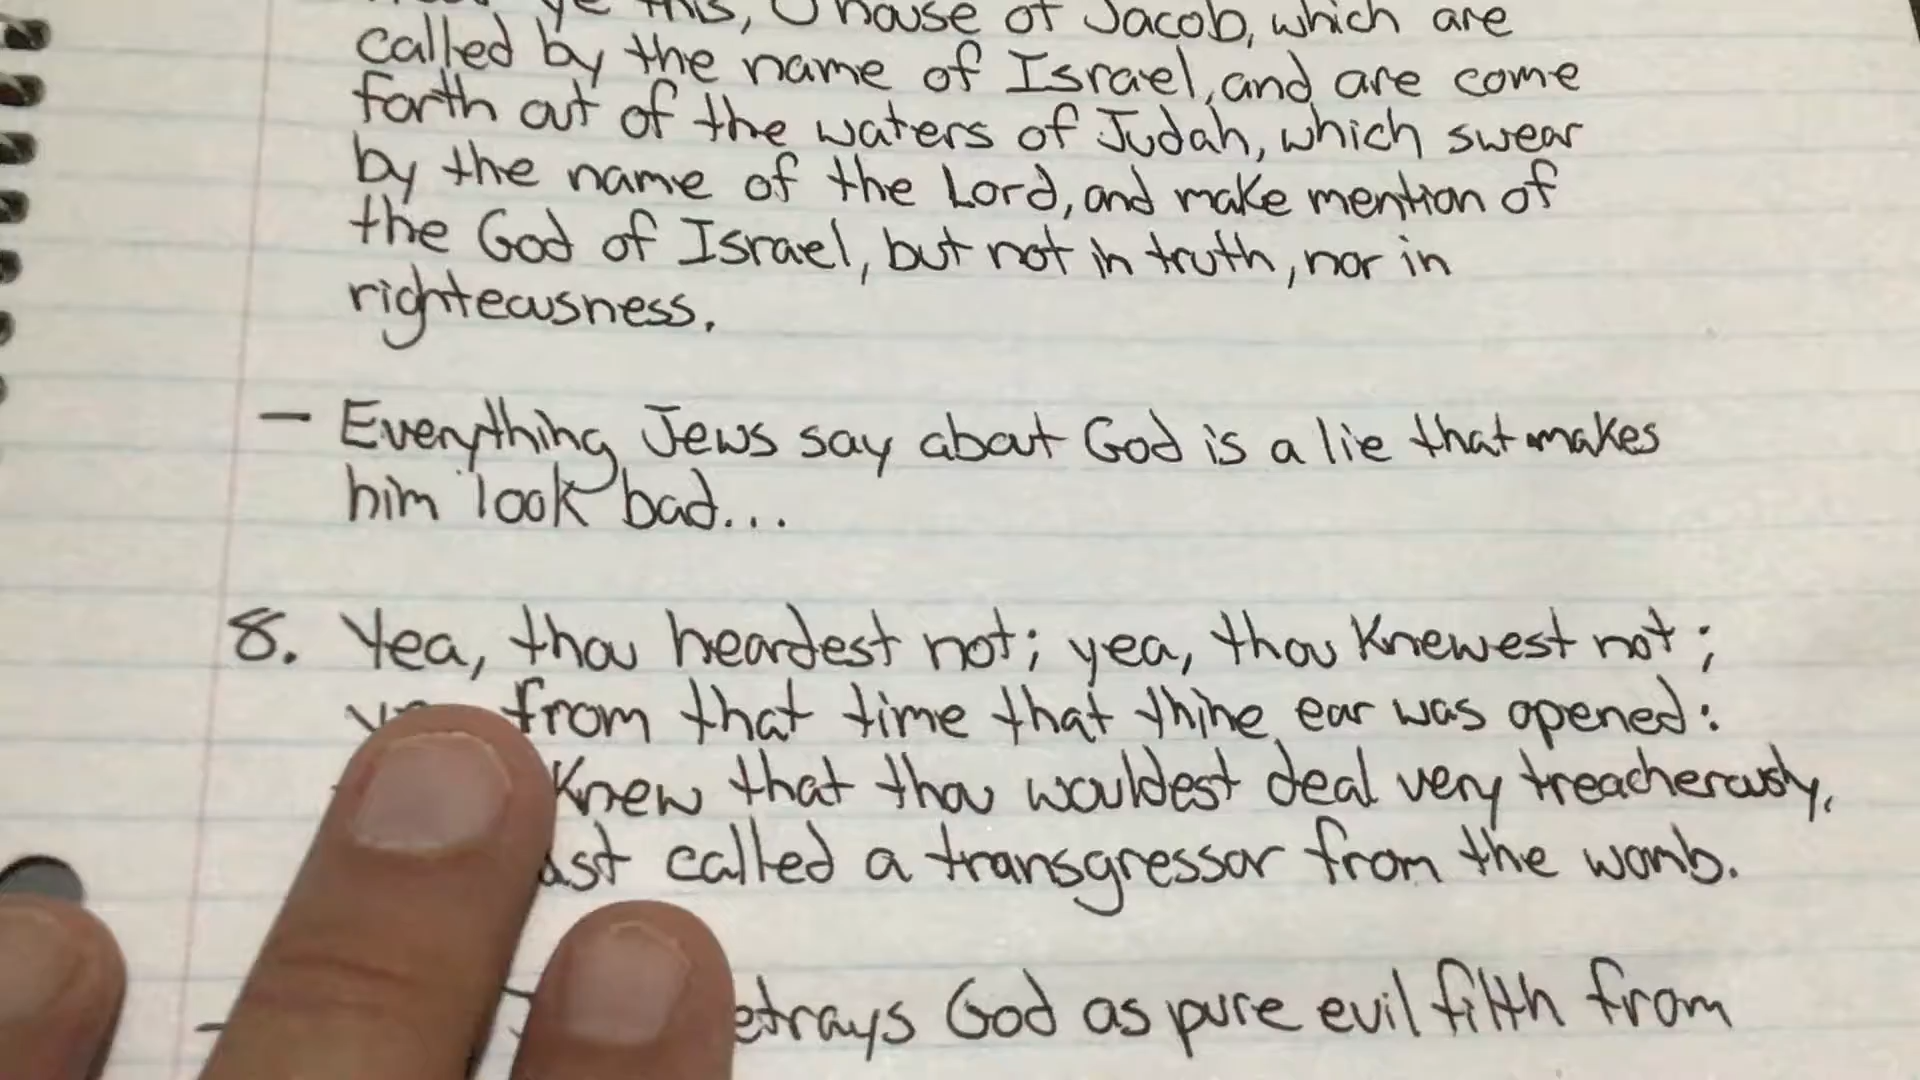 ye this, O house of Jacob, which are
called by the name of Israel, and are come
forth out of the waters of Judah, which swear
by the name of the Lord, and make mention of
the God of Israel, but not in truth, nor in
righteousness.
- Everything Jews say about God is a lie that makes
him look bad...
8. Yea, thou heardest not; yea, thou knewest not;
from that time that thine ear was opened:
knew that thou wouldest deal very treacherously,
called a transgressor from the womb.
God as pure evil filth from